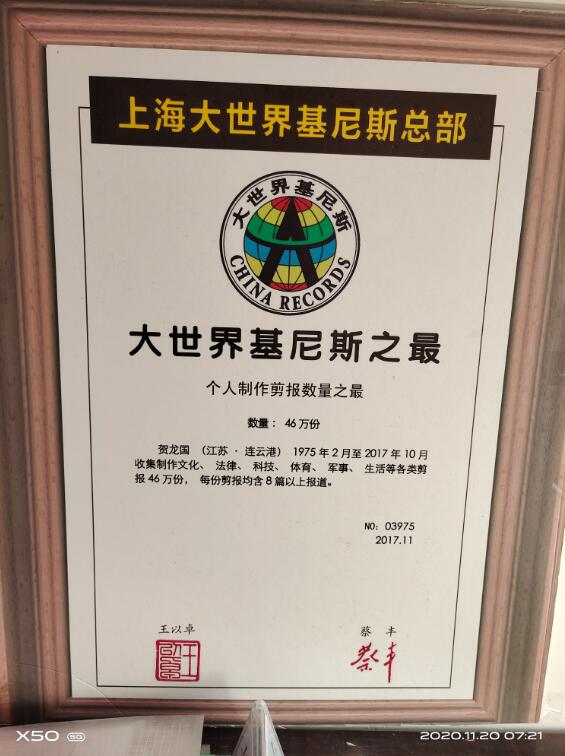 上海大世界基尼斯总部
大世界基尼斯
CHINA RECORDS
大世界基尼斯之最
个人制作剪报数量之最
数量：46万份
贺龙国 （江苏·连云港） 1975年2月至2017年10月
收集制作文化、法律、科技、体育、军事、生活等各类剪
报46万份，每份剪报均含8篇以上报道。
NO：03975
2017.11
王以卓 蔡 丰
蔡丰
X50 5G 2020.11.20 07:21